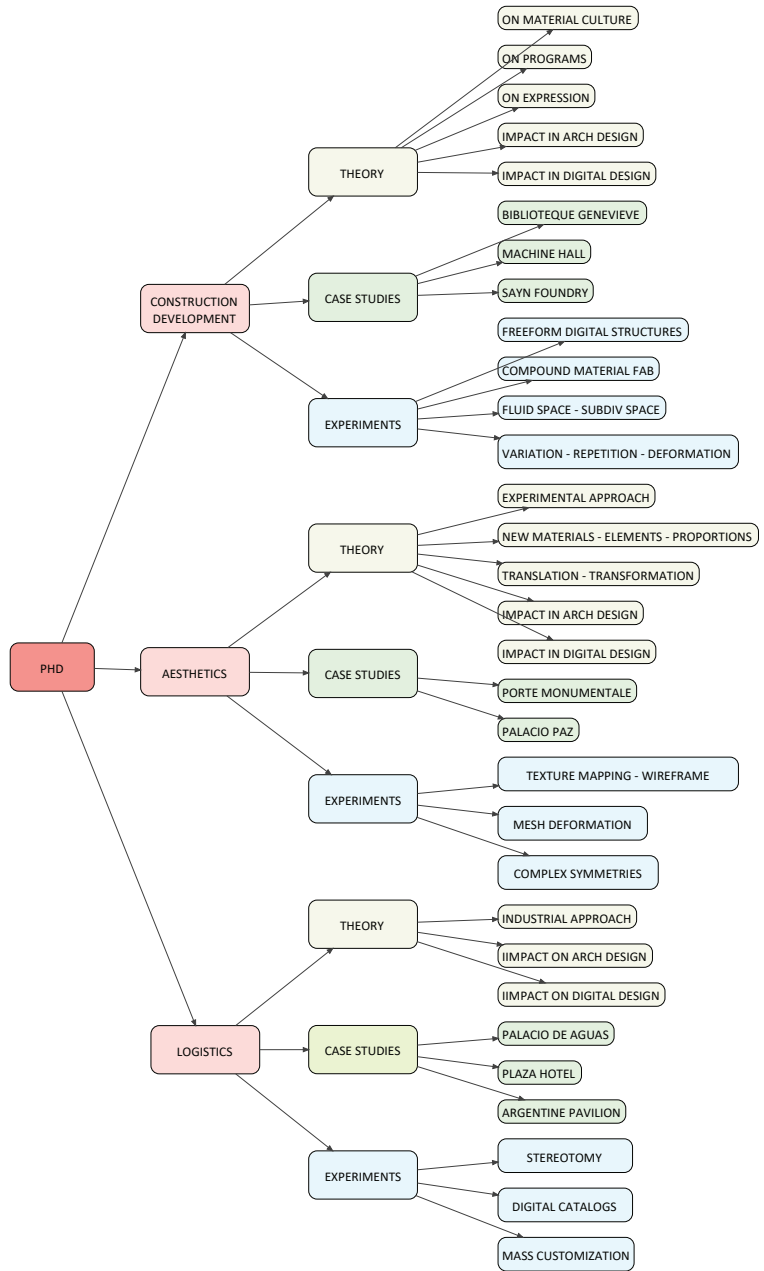 PHD
CONSTRUCTION
DEVELOPMENT
THEORY
ON MATERIAL CULTURE
ON PROGRAMS
ON EXPRESSION
IMPACT IN ARCH DESIGN
IMPACT IN DIGITAL DESIGN
CASE STUDIES
BIBLIOTEQUE GENEVIEVE
MACHINE HALL
SAYN FOUNDRY
EXPERIMENTS
FREEFORM DIGITAL STRUCTURES
COMPOUND MATERIAL FAB
FLUID SPACE - SUBDIV SPACE
VARIATION - REPETITION - DEFORMATION
AESTHETICS
THEORY
EXPERIMENTAL APPROACH
NEW MATERIALS - ELEMENTS - PROPORTIONS
TRANSLATION - TRANSFORMATION
IMPACT IN ARCH DESIGN
IMPACT IN DIGITAL DESIGN
CASE STUDIES
PORTE MONUMENTALE
PALACIO PAZ
EXPERIMENTS
TEXTURE MAPPING - WIREFRAME
MESH DEFORMATION
COMPLEX SYMMETRIES
LOGISTICS
THEORY
INDUSTRIAL APPROACH
IIMPACT ON ARCH DESIGN
IIMPACT ON DIGITAL DESIGN
CASE STUDIES
PALACIO DE AGUAS
PLAZA HOTEL
ARGENTINE PAVILION
EXPERIMENTS
STEREOTOMY
DIGITAL CATALOGS
MASS CUSTOMIZATION